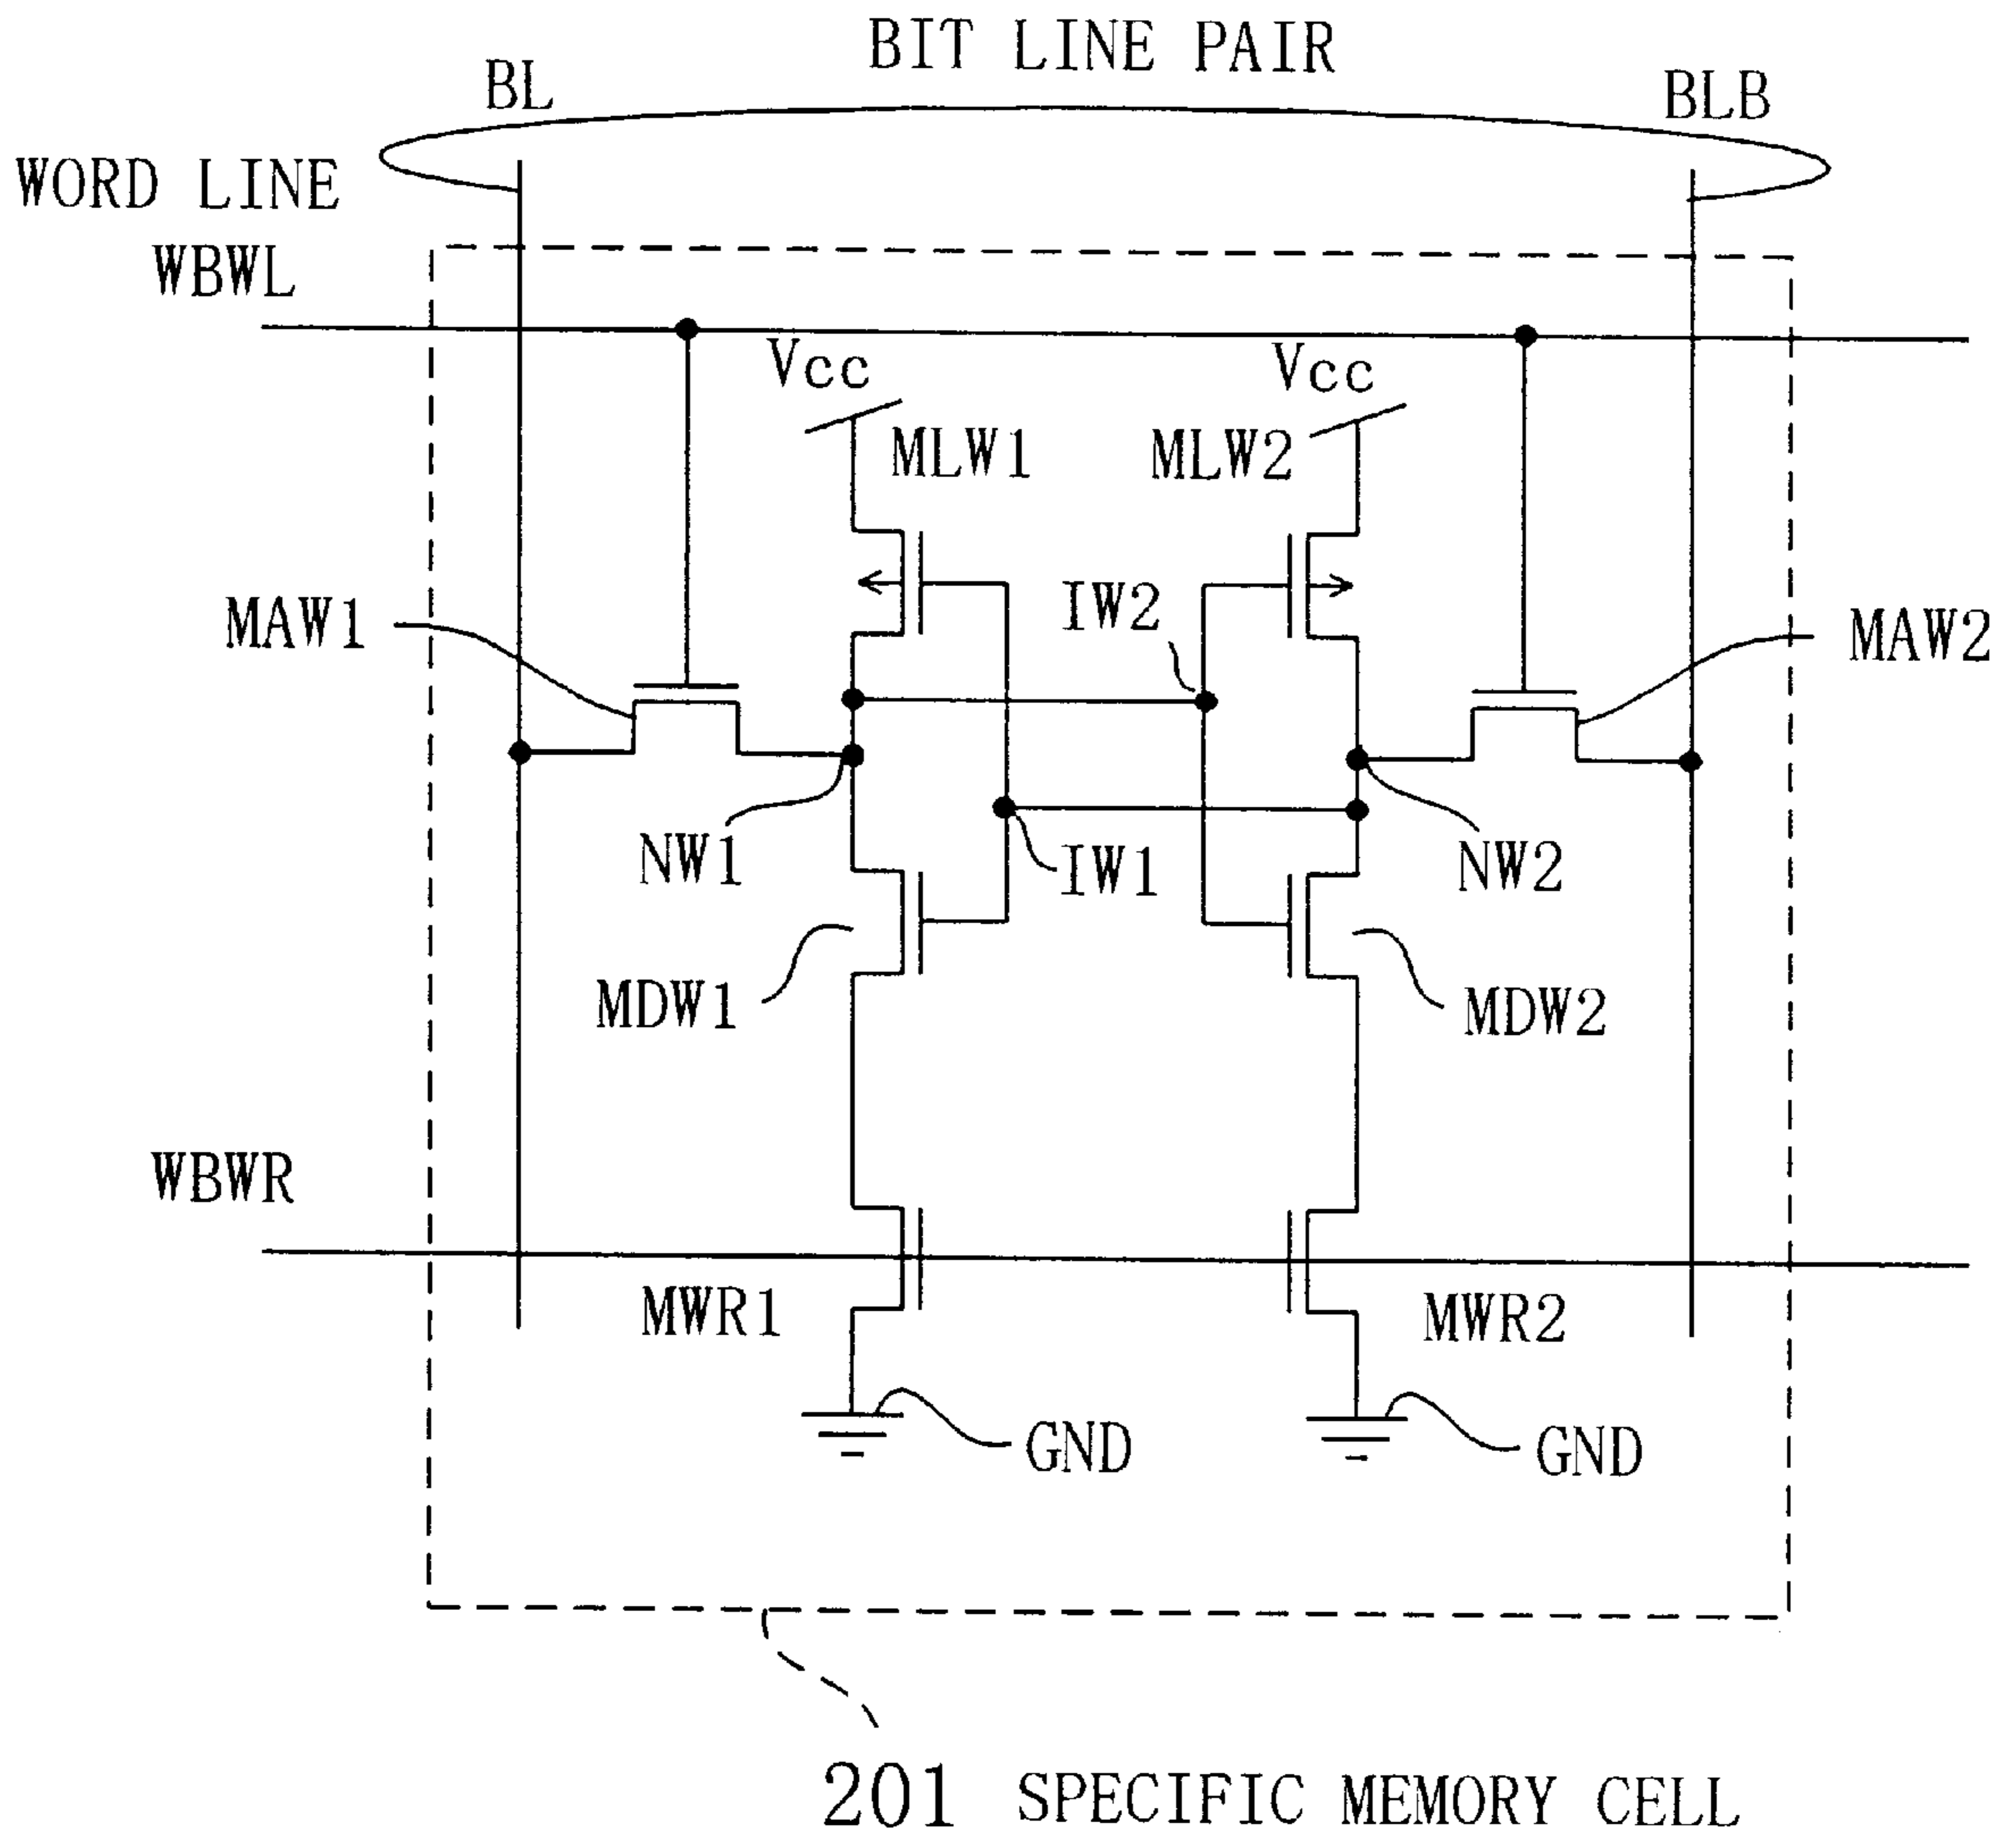 BIT LINE PAIR
BL
BLB
WORD LINE
WBWL
Vcc
Vcc
MLW1
MLW2
MAW1
IW2
MAW2
NW1
IW1
NW2
MDW1
MDW2
WBWR
MWR1
MWR2
GND
GND
201 SPECIFIC MEMORY CELL